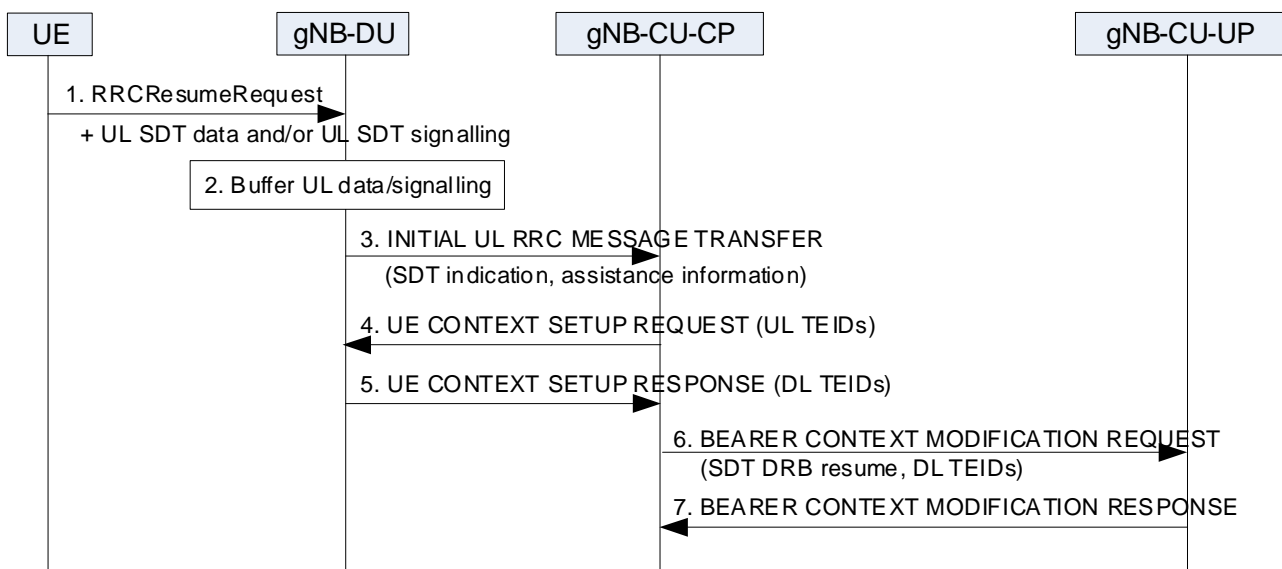 UE
gNB-DU
gNB-CU-CP
gNB-CU-UP
1. RRCResumeRequest
+ UL SDT data and/or UL SDT signalling
2. Buffer UL data/signalling
3. INITIAL UL RRC MESSAGE TRANSFER
(SDT indication, assistance information)
4. UE CONTEXT SETUP REQUEST (UL TEIDs)
5. UE CONTEXT SETUP RESPONSE (DL TEIDs)
6. BEARER CONTEXT MODIFICATION REQUEST
(SDT DRB resume, DL TEIDs)
7. BEARER CONTEXT MODIFICATION RESPONSE